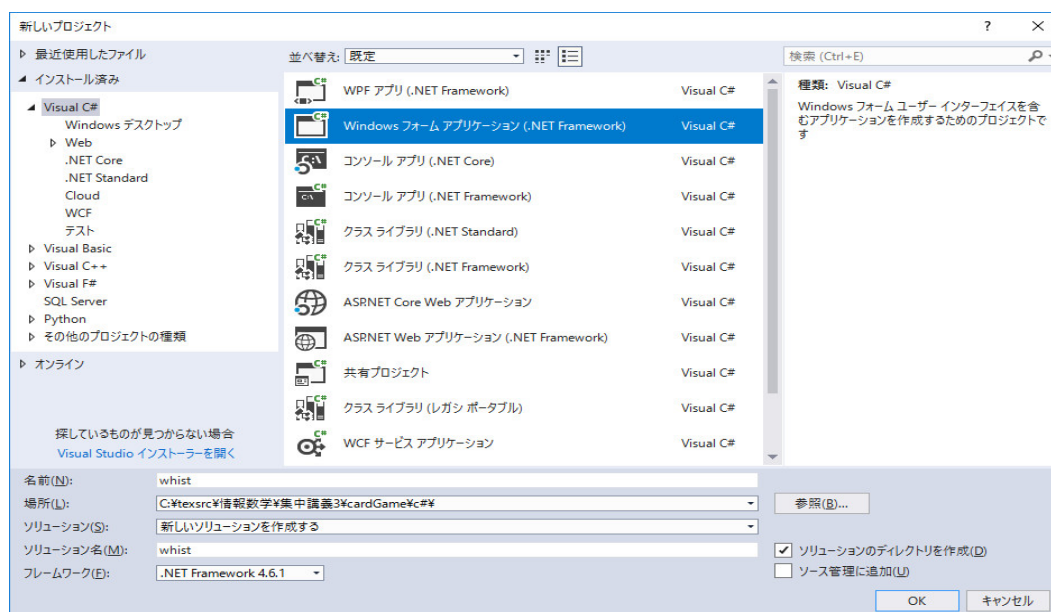 新しいプロジェクト
?
最近使用したファイル
インストール済み
Visual C#
Windows デスクトップ
Web
.NET Core
.NET Standard
Cloud
WCF
テスト
Visual Basic
Visual C++
Visual F#
SQL Server
Python
その他のプロジェクトの種類
オンライン
探しているものが見つからない場合
Visual Studio インストーラーを開く
並べ替え: 既定
WPF アプリ (.NET Framework) Visual C#
Windows フォーム アプリケーション (.NET Framework) Visual C#
コンソール アプリ (.NET Core) Visual C#
コンソール アプリ (.NET Framework) Visual C#
クラス ライブラリ (.NET Standard) Visual C#
クラス ライブラリ (.NET Framework) Visual C#
ASP.NET Core Web アプリケーション Visual C#
ASP.NET Web アプリケーション (.NET Framework) Visual C#
共有プロジェクト Visual C#
クラス ライブラリ (レガシ ポータブル) Visual C#
WCF サービス アプリケーション Visual C#
検索 (Ctrl+E)
種類: Visual C#
Windows フォーム ユーザー インターフェイスを含
むアプリケーションを作成するためのプロジェクトで
す
名前(N): whist
場所(L): C:¥texsrc¥情報数学¥集中講義3¥cardGame¥c#¥ 参照(B)...
ソリューション(S): 新しいソリューションを作成する
ソリューション名(M): whist
ソリューションのディレクトリを作成(D)
フレームワーク(F): .NET Framework 4.6.1
ソース管理に追加(U)
OK キャンセル